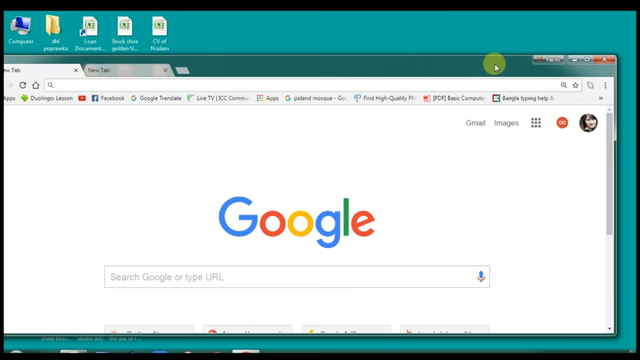 Computer
dhl
poprawka
Loan
Document...
Stock shoe
golden U...
CV of
N.islam
New Tab
New Tab
Apps
Duolingo: Lesson
Facebook
Google Translate
Live TV | ICC Commu
Apps
poland mosque - Go
Find High-Quality P
[PDF] Basic Compute
Bangla typing help &
Gmail
Images
Google
Search Google or type URL